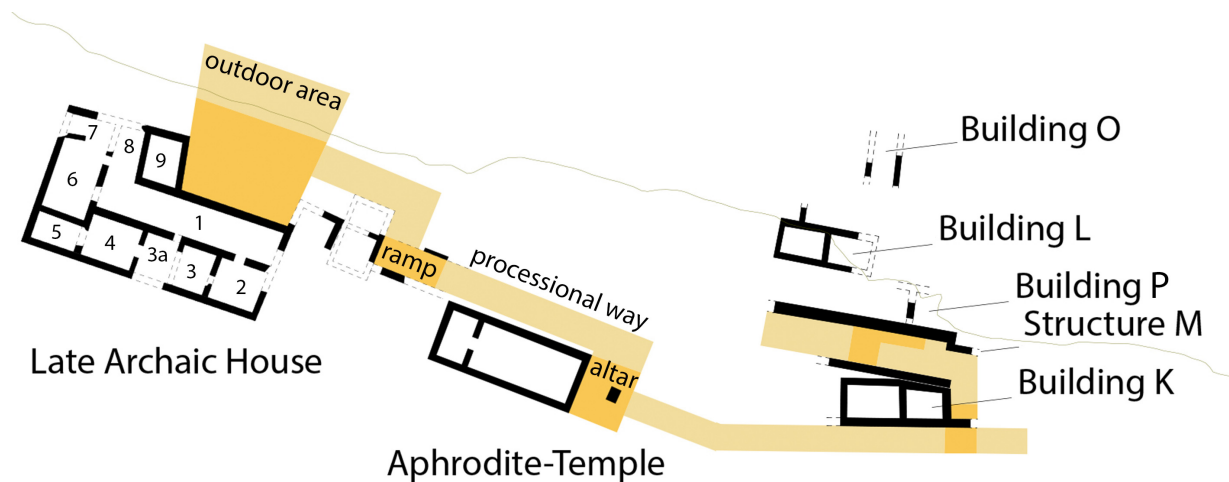 outdoor area
7
8
9
6
1
5
4
3a
3
2
Late Archaic House
ramp
processional way
altar
Aphrodite-Temple
Building O
Building L
Building P
Structure M
Building K